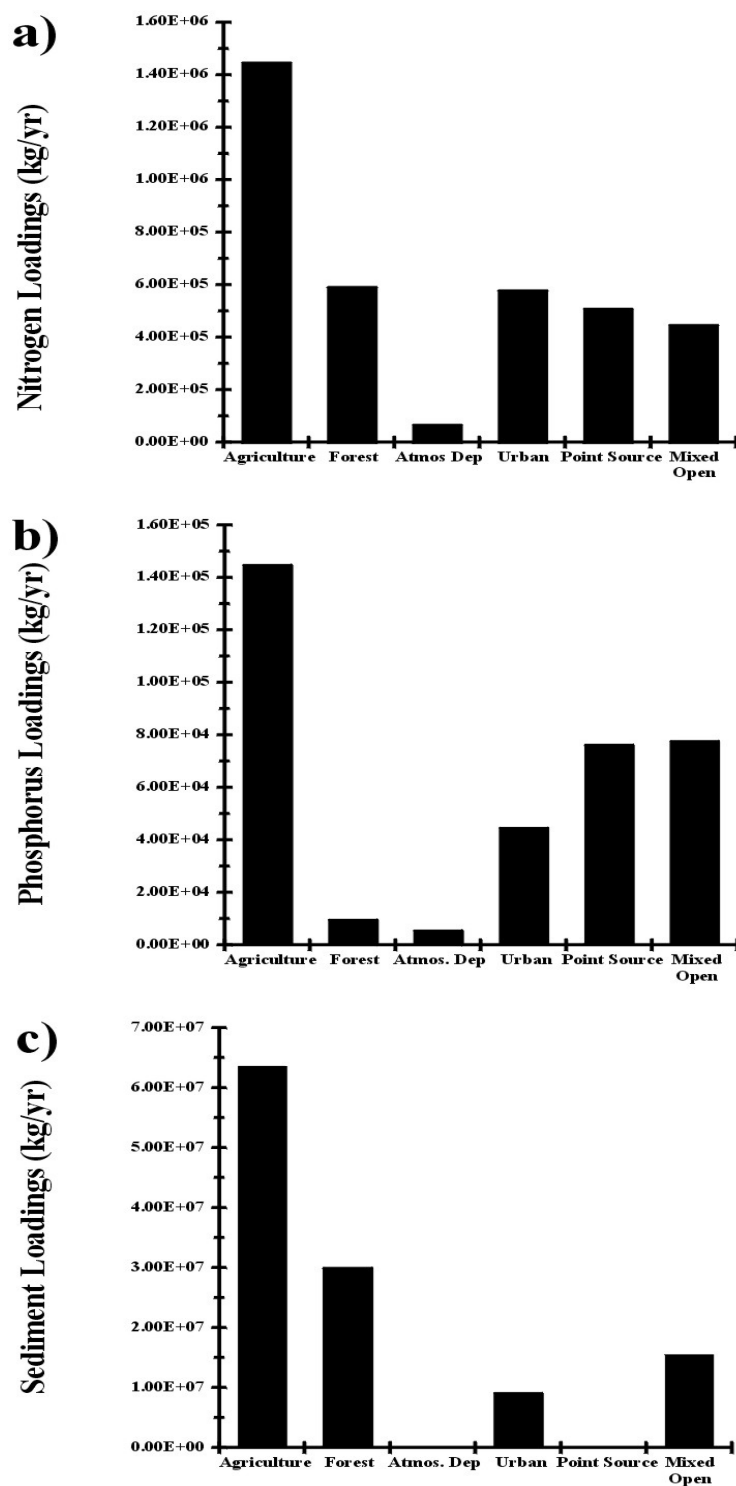 a)
Nitrogen Loadings (kg/yr)
1.60E+06
1.40E+06
1.20E+06
1.00E+06
8.00E+05
6.00E+05
4.00E+05
2.00E+05
0.00E+00
Agriculture Forest Atmos Dep Urban Point Source Mixed
Open
b)
Phosphorus Loadings (kg/yr)
1.60E+05
1.40E+05
1.20E+05
1.00E+05
8.00E+04
6.00E+04
4.00E+04
2.00E+04
0.00E+00
Agriculture Forest Atmos. Dep Urban Point Source Mixed
Open
c)
Sediment Loadings (kg/yr)
7.00E+07
6.00E+07
5.00E+07
4.00E+07
3.00E+07
2.00E+07
1.00E+07
0.00E+00
Agriculture Forest Atmos. Dep Urban Point Source Mixed
Open